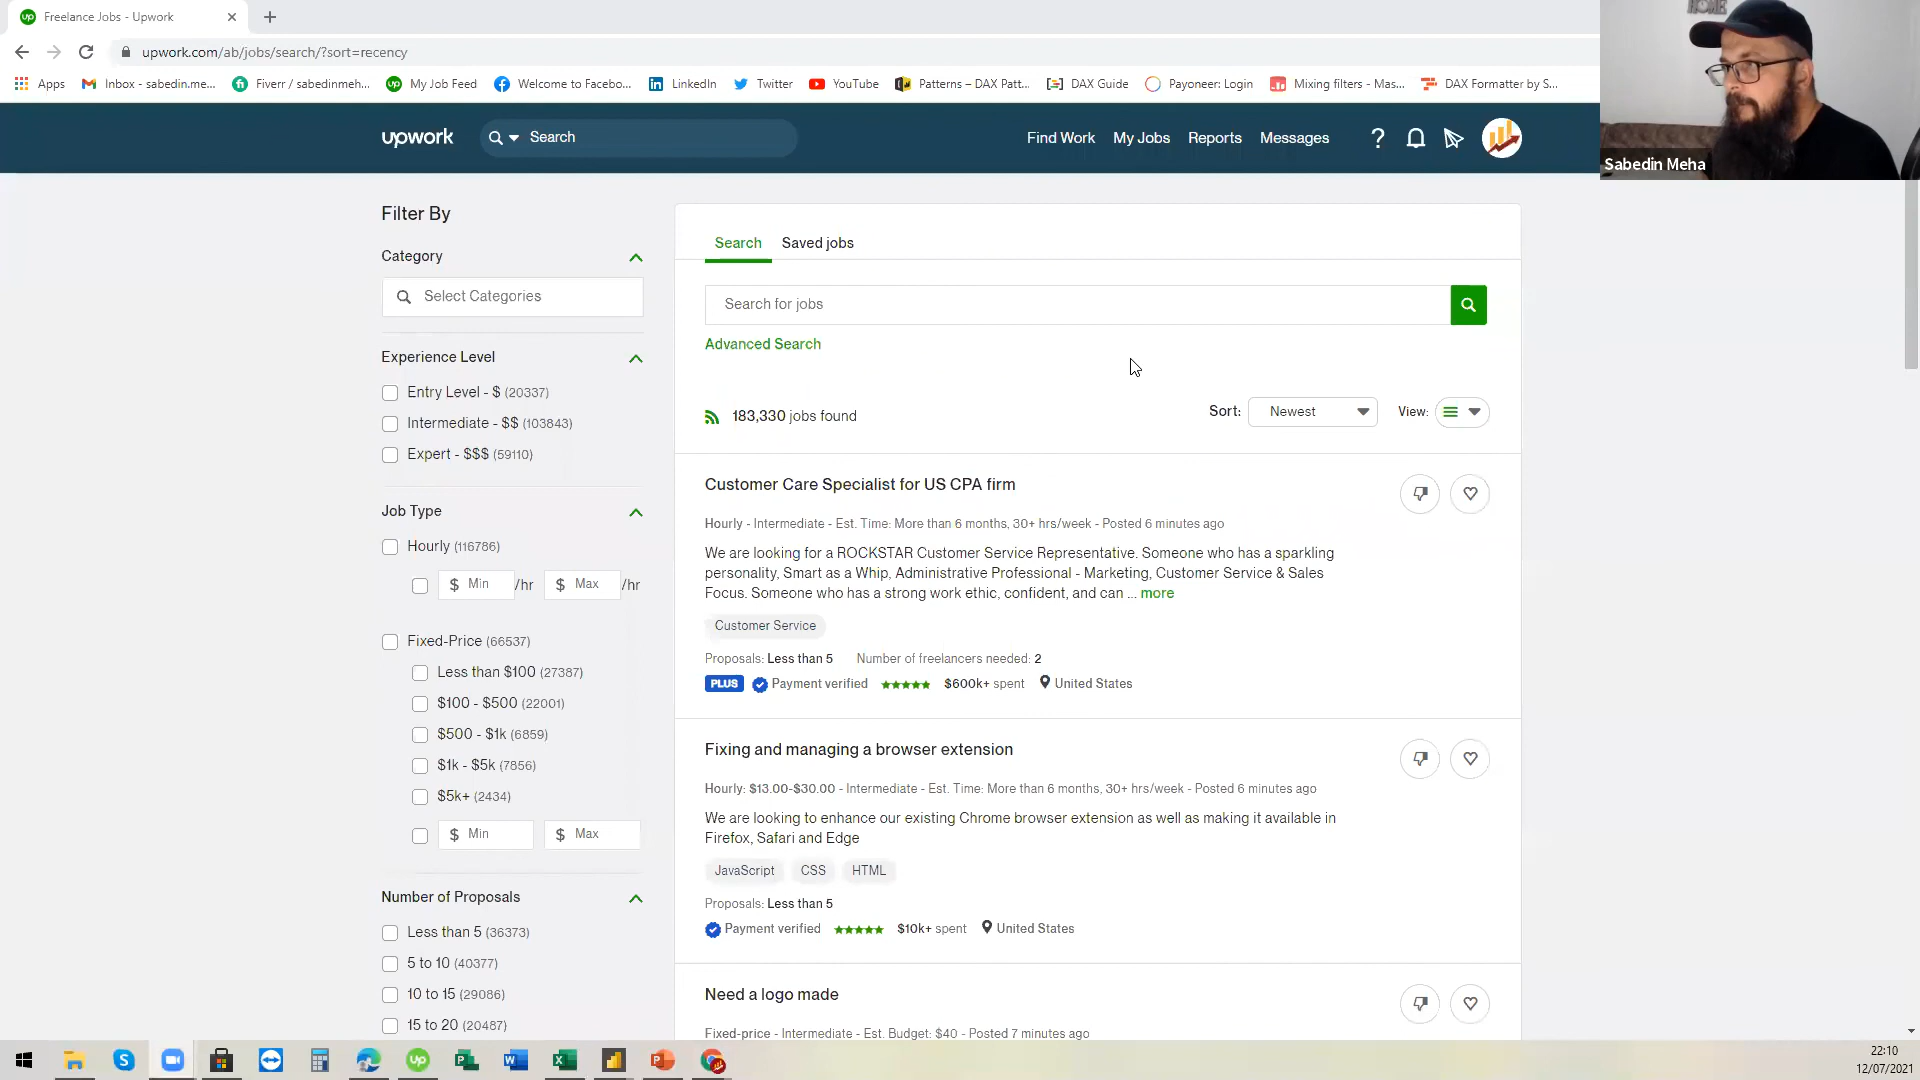 Freelance Jobs - Upwork
upwork.com/ab/jobs/search/?sort=recency
Apps Inbox - sabedin.me... Fiverr / sabedinmeh... My Job Feed Welcome to Facebo... LinkedIn Twitter YouTube Patterns – DAX Patt... DAX Guide Payoneer: Login Mixing filters - Mas... DAX Formatter by S...
HOME
Sabedin Meha
upwork Search Find Work My Jobs Reports Messages ?
Filter By
Category
Select Categories
Experience Level
Entry Level - $ (20337)
Intermediate - $$ (103843)
Expert - $$$ (59110)
Job Type
Hourly (116786)
$ Min /hr $ Max /hr
Fixed-Price (66537)
Less than $100 (27387)
$100 - $500 (22001)
$500 - $1k (6859)
$1k - $5k (7856)
$5k+ (2434)
$ Min $ Max
Number of Proposals
Less than 5 (36373)
5 to 10 (40377)
10 to 15 (29086)
15 to 20 (20487)
Search Saved jobs
Search for jobs
Advanced Search
183,330 jobs found Sort: Newest View:
Customer Care Specialist for US CPA firm
Hourly - Intermediate - Est. Time: More than 6 months, 30+ hrs/week - Posted 6 minutes ago
We are looking for a ROCKSTAR Customer Service Representative. Someone who has a sparkling
personality, Smart as a Whip, Administrative Professional - Marketing, Customer Service & Sales
Focus. Someone who has a strong work ethic, confident, and can ... more
Customer Service
Proposals: Less than 5 Number of freelancers needed: 2
PLUS Payment verified $600k+ spent United States
Fixing and managing a browser extension
Hourly: $13.00-$30.00 - Intermediate - Est. Time: More than 6 months, 30+ hrs/week - Posted 6 minutes ago
We are looking to enhance our existing Chrome browser extension as well as making it available in
Firefox, Safari and Edge
JavaScript CSS HTML
Proposals: Less than 5
Payment verified $10k+ spent United States
Need a logo made
Fixed-price - Intermediate - Est. Budget: $40 - Posted 7 minutes ago
22:10
12/07/2021